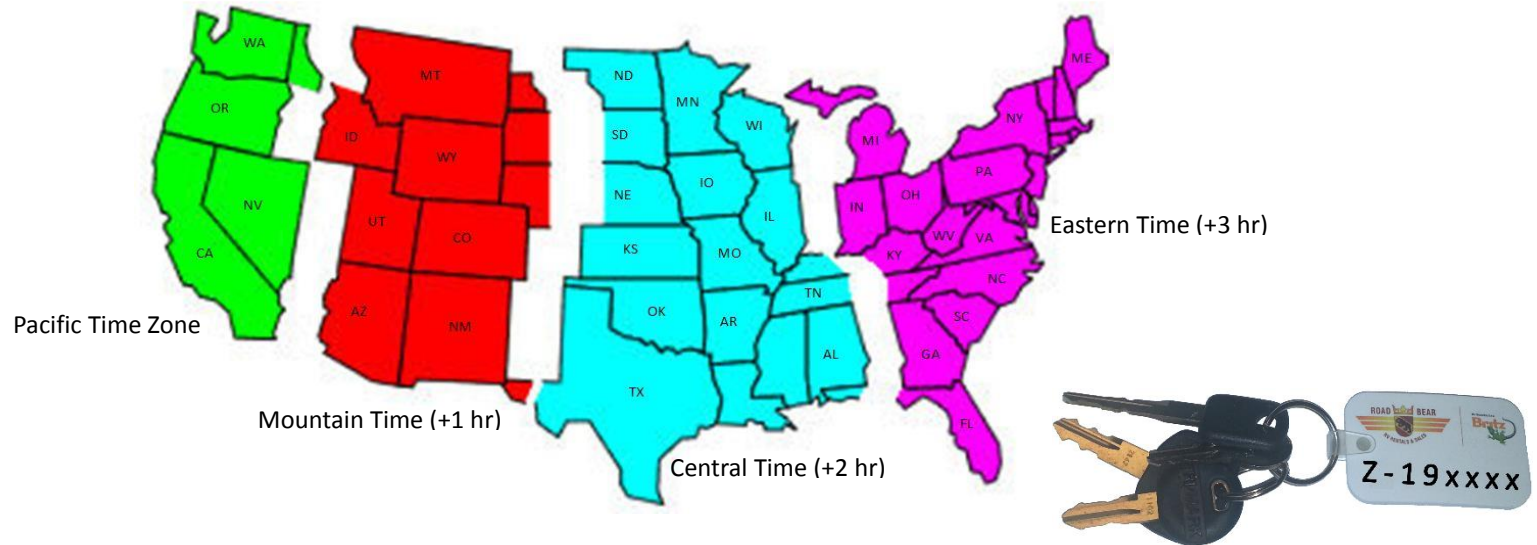 WA
OR
NV
CA
MT
ID
WY
UT
CO
AZ
NM
ND
MN
SD
WI
NE
IO
IL
KS
MO
OK
TN
AR
TX
AL
ME
NY
MI
PA
IN
OH
WV
VA
KY
NC
SC
GA
FL
Pacific Time Zone
Mountain Time (+1 hr)
Central Time (+2 hr)
Eastern Time (+3 hr)
ROAD BEAR
RV RENTALS & SALES
Britz
Z-19xxxx